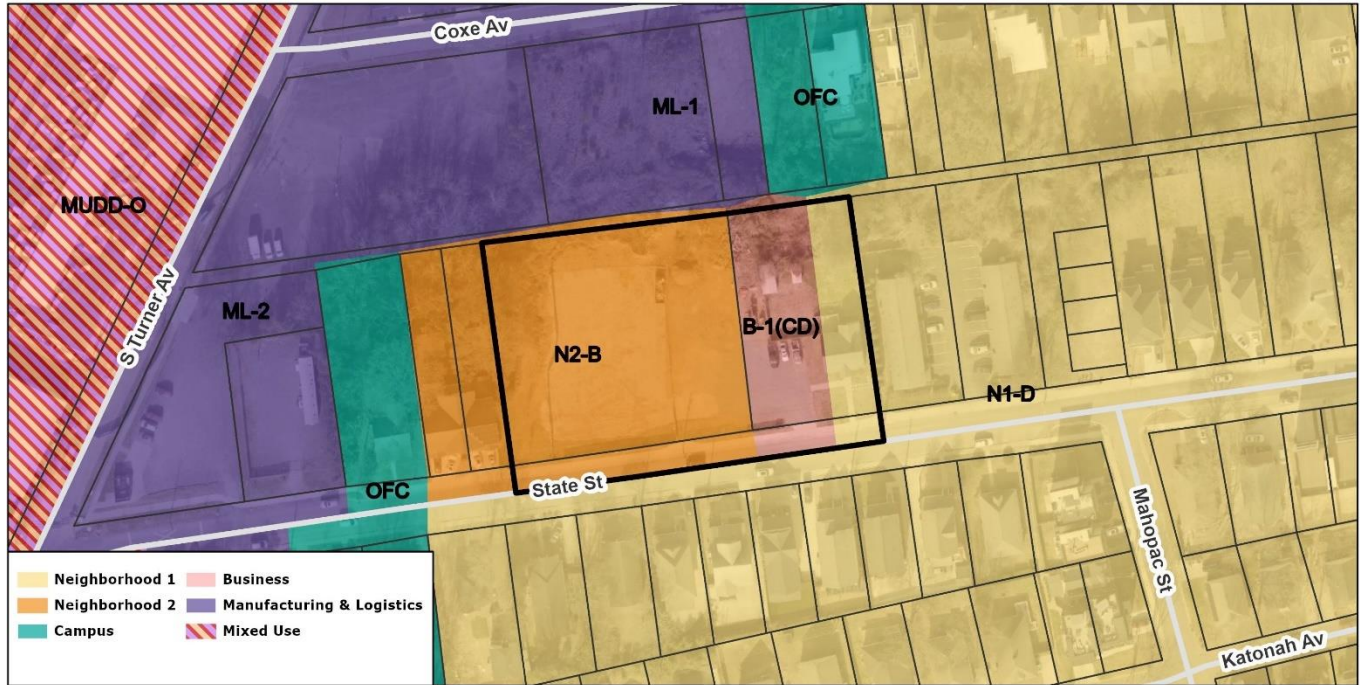 Coxe Av
ML-1
OFC
MUDD-O
S Turner Av
ML-2
N2-B
B-1(CD)
N1-D
OFC
State St
Mahopac St
Katonah Av
Neighborhood 1
Business
Neighborhood 2
Manufacturing & Logistics
Campus
Mixed Use